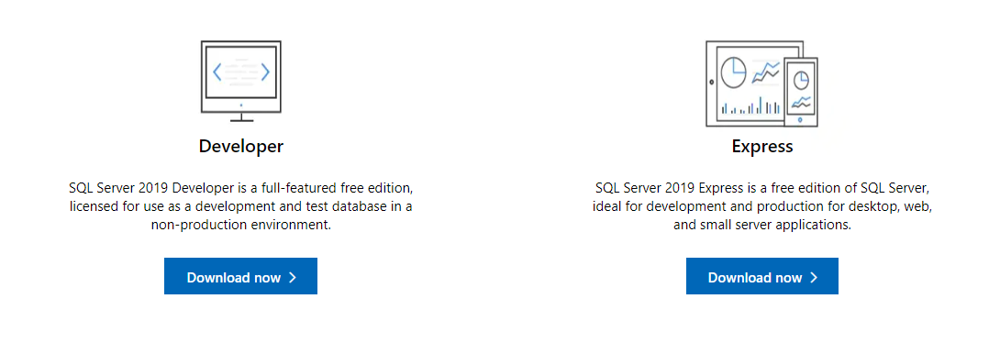 Developer
SQL Server 2019 Developer is a full-featured free edition,
licensed for use as a development and test database in a
non-production environment.
Download now
Express
SQL Server 2019 Express is a free edition of SQL Server,
ideal for development and production for desktop, web,
and small server applications.
Download now